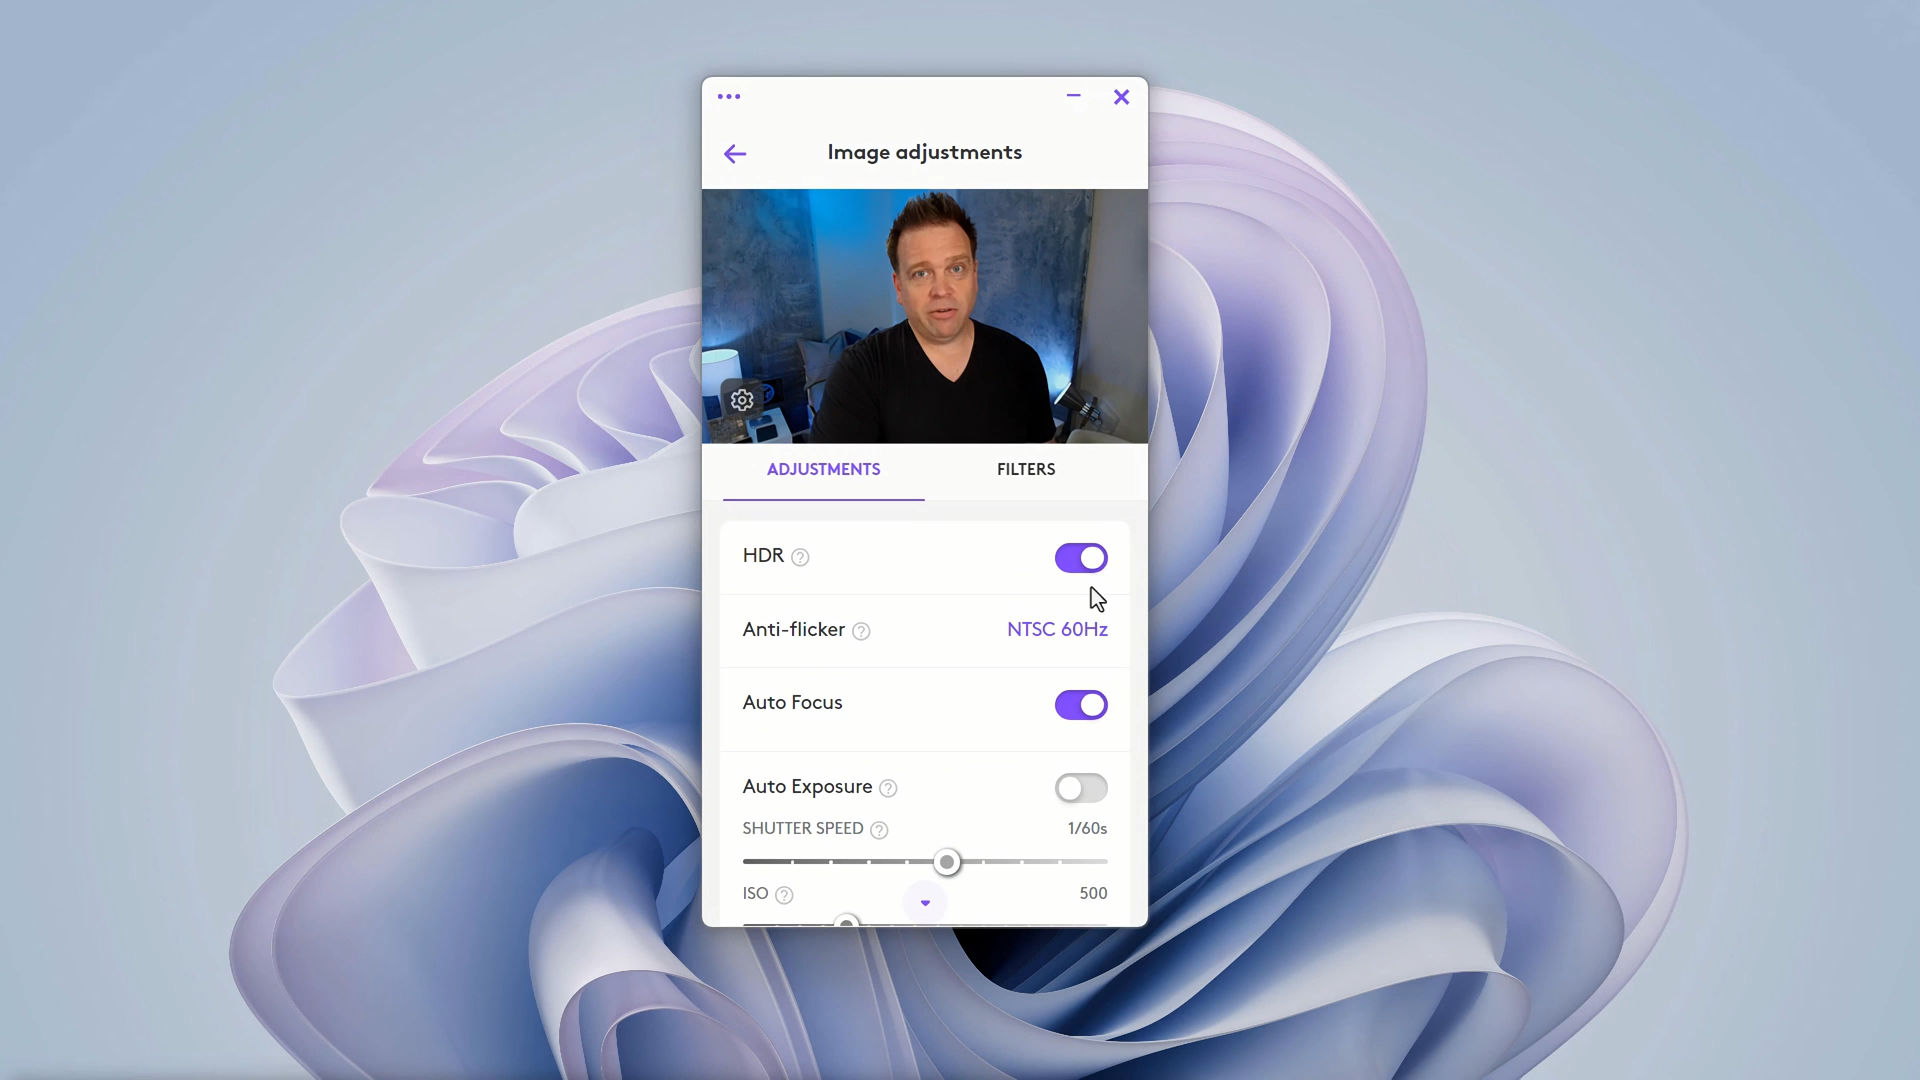 Image adjustments
ADJUSTMENTS
FILTERS
HDR
Anti-flicker
NTSC 60Hz
Auto Focus
Auto Exposure
SHUTTER SPEED
1/60s
ISO
500